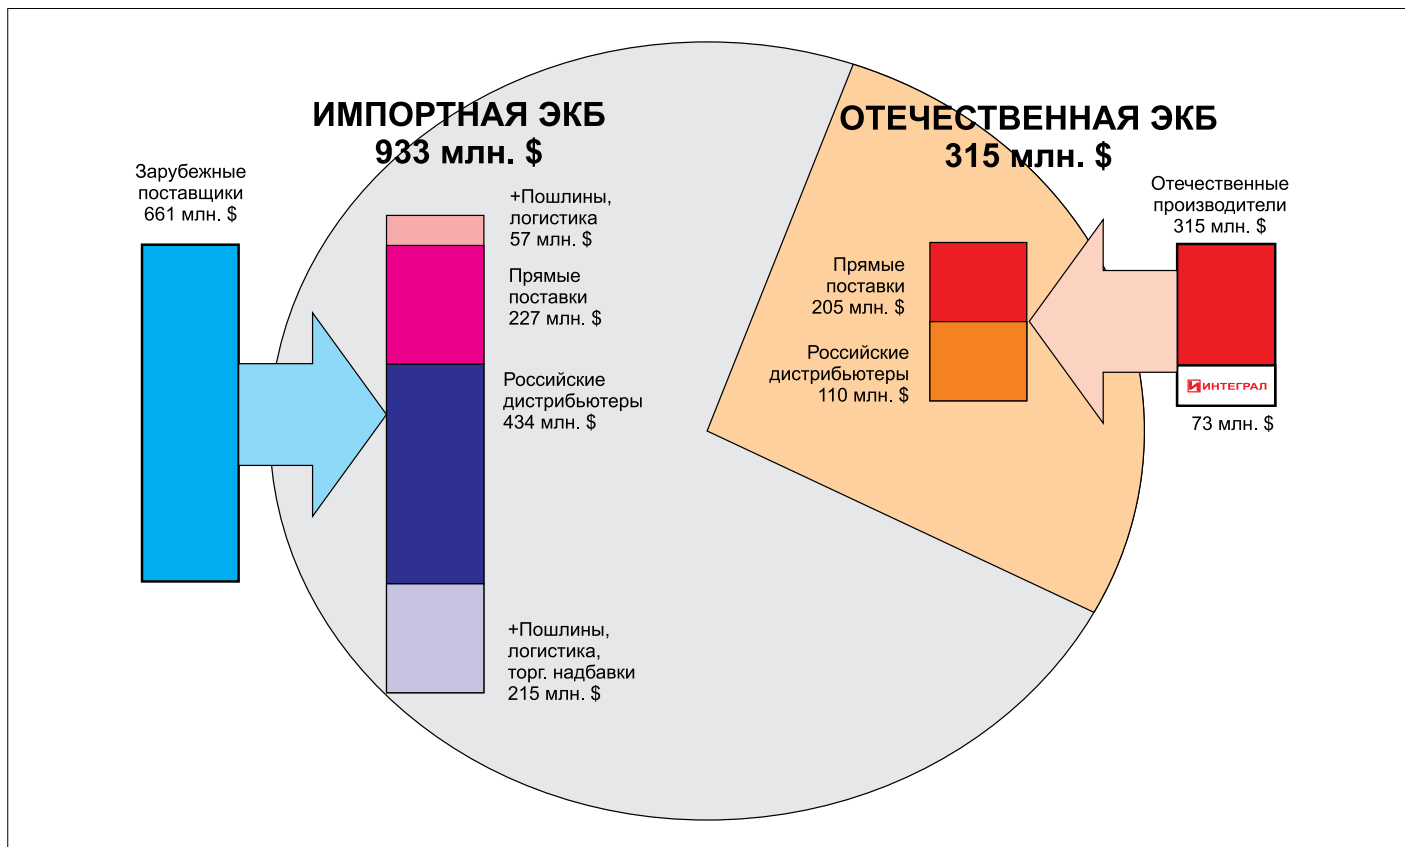 ИМПОРТНАЯ ЭКБ
933 млн. $
ОТЕЧЕСТВЕННАЯ ЭКБ
315 млн. $
Зарубежные
поставщики
661 млн. $
+Пошлины,
логистика
57 млн. $
Прямые
поставки
227 млн. $
Российские
дистрибьютеры
434 млн. $
+Пошлины,
логистика,
торг. надбавки
215 млн. $
Прямые
поставки
205 млн. $
Российские
дистрибьютеры
110 млн. $
Отечественные
производители
315 млн. $
ИНТЕГРАЛ
73 млн. $